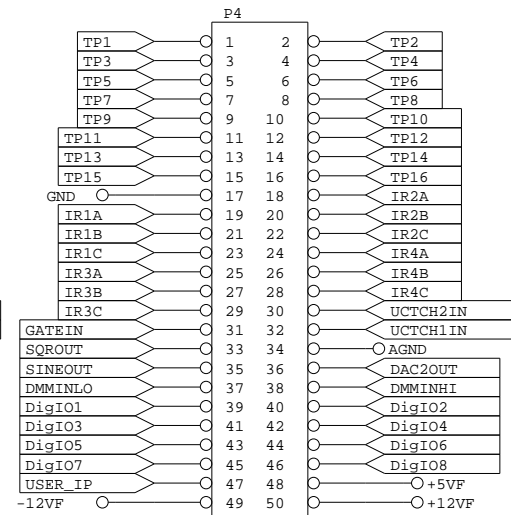 P4
TP1 1 2 TP2
TP3 3 4 TP4
TP5 5 6 TP6
TP7 7 8 TP8
TP9 9 10 TP10
TP11 11 12 TP12
TP13 13 14 TP14
TP15 15 16 TP16
GND 17 18 IR2A
IR1A 19 20 IR2B
IR1B 21 22 IR2C
IR1C 23 24 IR4A
IR3A 25 26 IR4B
IR3B 27 28 IR4C
IR3C 29 30 UCTCH2IN
GATEIN 31 32 UCTCH1IN
SQROUT 33 34 AGND
SINEOUT 35 36 DAC2OUT
DMMINLO 37 38 DMMINHI
DigIO1 39 40 DigIO2
DigIO3 41 42 DigIO4
DigIO5 43 44 DigIO6
DigIO7 45 46 DigIO8
USER_IP 47 48 +5VF
-12VF 49 50 +12VF